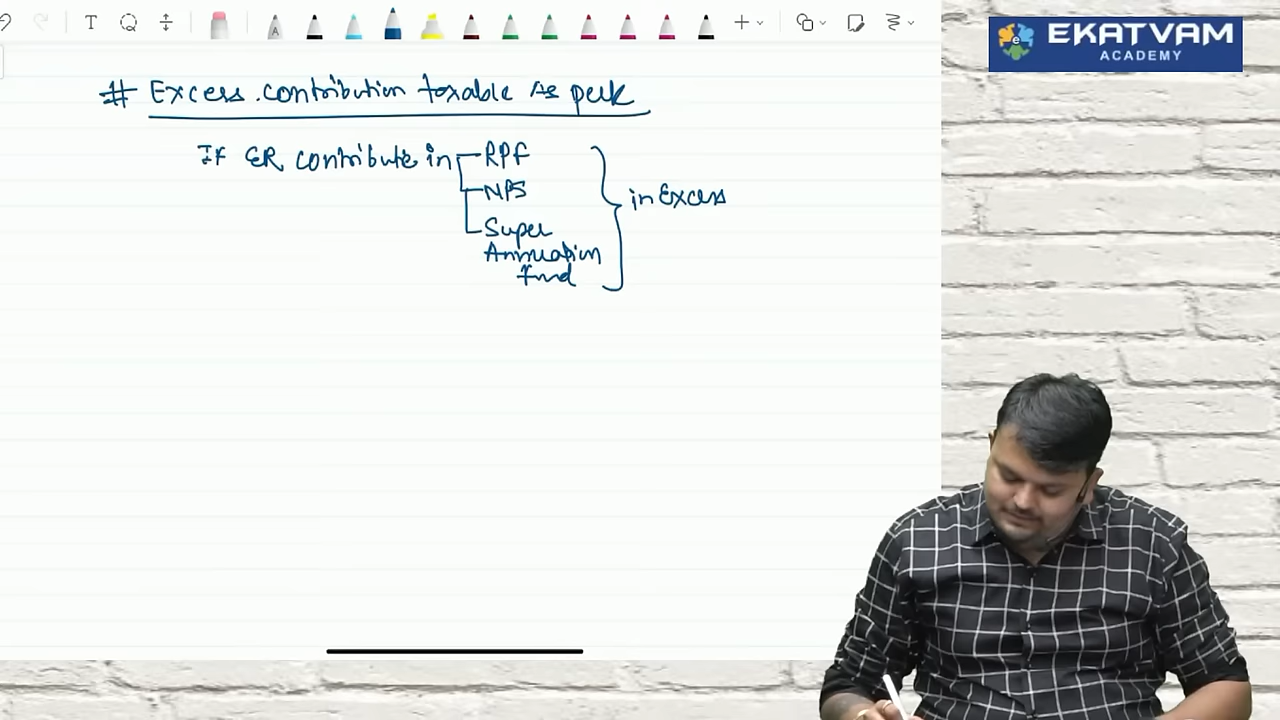 EKATVAM
ACADEMY
# Excess contribution taxable As perk
If ER contribute in RPF
NPS
Super
Annuation
fund
in Excess